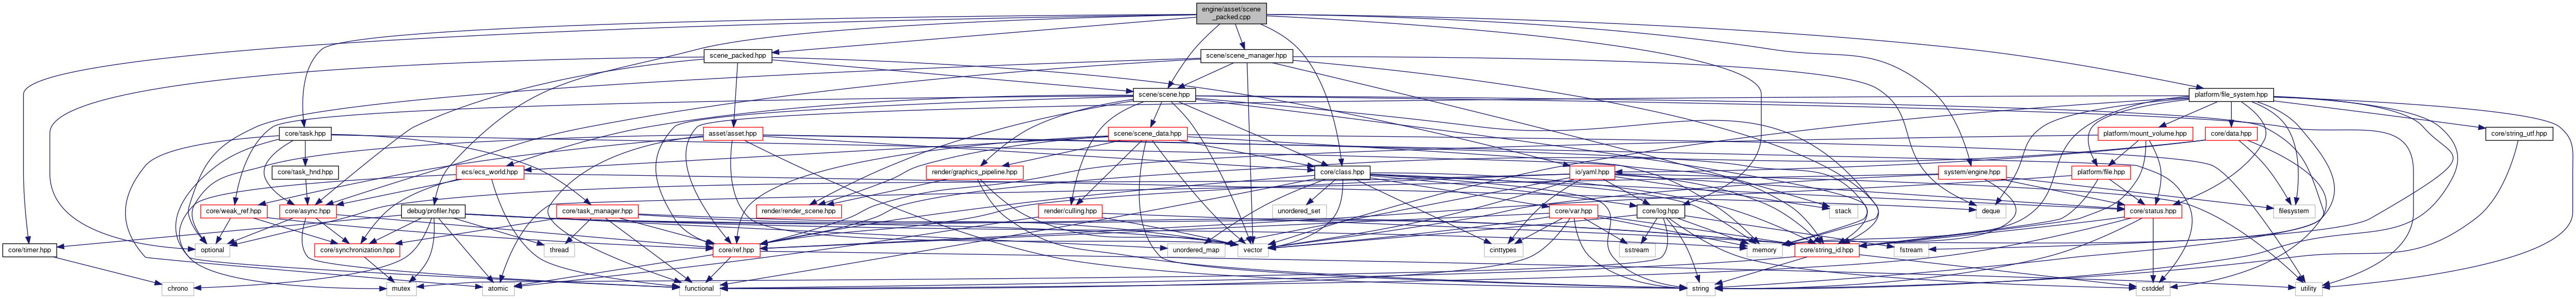 engine/asset/scene
_packed.cpp
scene_packed.hpp
scene/scene_manager.hpp
scene/scene.hpp
platform/file_system.hpp
core/task.hpp
asset/asset.hpp
scene/scene_data.hpp
platform/mount_volume.hpp
core/data.hpp
core/string_utf.hpp
core/task_hnd.hpp
ecs/ecs_world.hpp
render/graphics_pipeline.hpp
core/class.hpp
io/yaml.hpp
system/engine.hpp
platform/file.hpp
core/weak_ref.hpp
core/async.hpp
debug/profiler.hpp
core/task_manager.hpp
render/render_scene.hpp
render/culling.hpp
unordered_set
core/var.hpp
core/log.hpp
stack
deque
core/status.hpp
filesystem
core/timer.hpp
optional
core/synchronization.hpp
thread
core/ref.hpp
unordered_map
vector
cinttypes
sstream
memory
core/string_id.hpp
fstream
chrono
mutex
atomic
functional
string
cstddef
utility